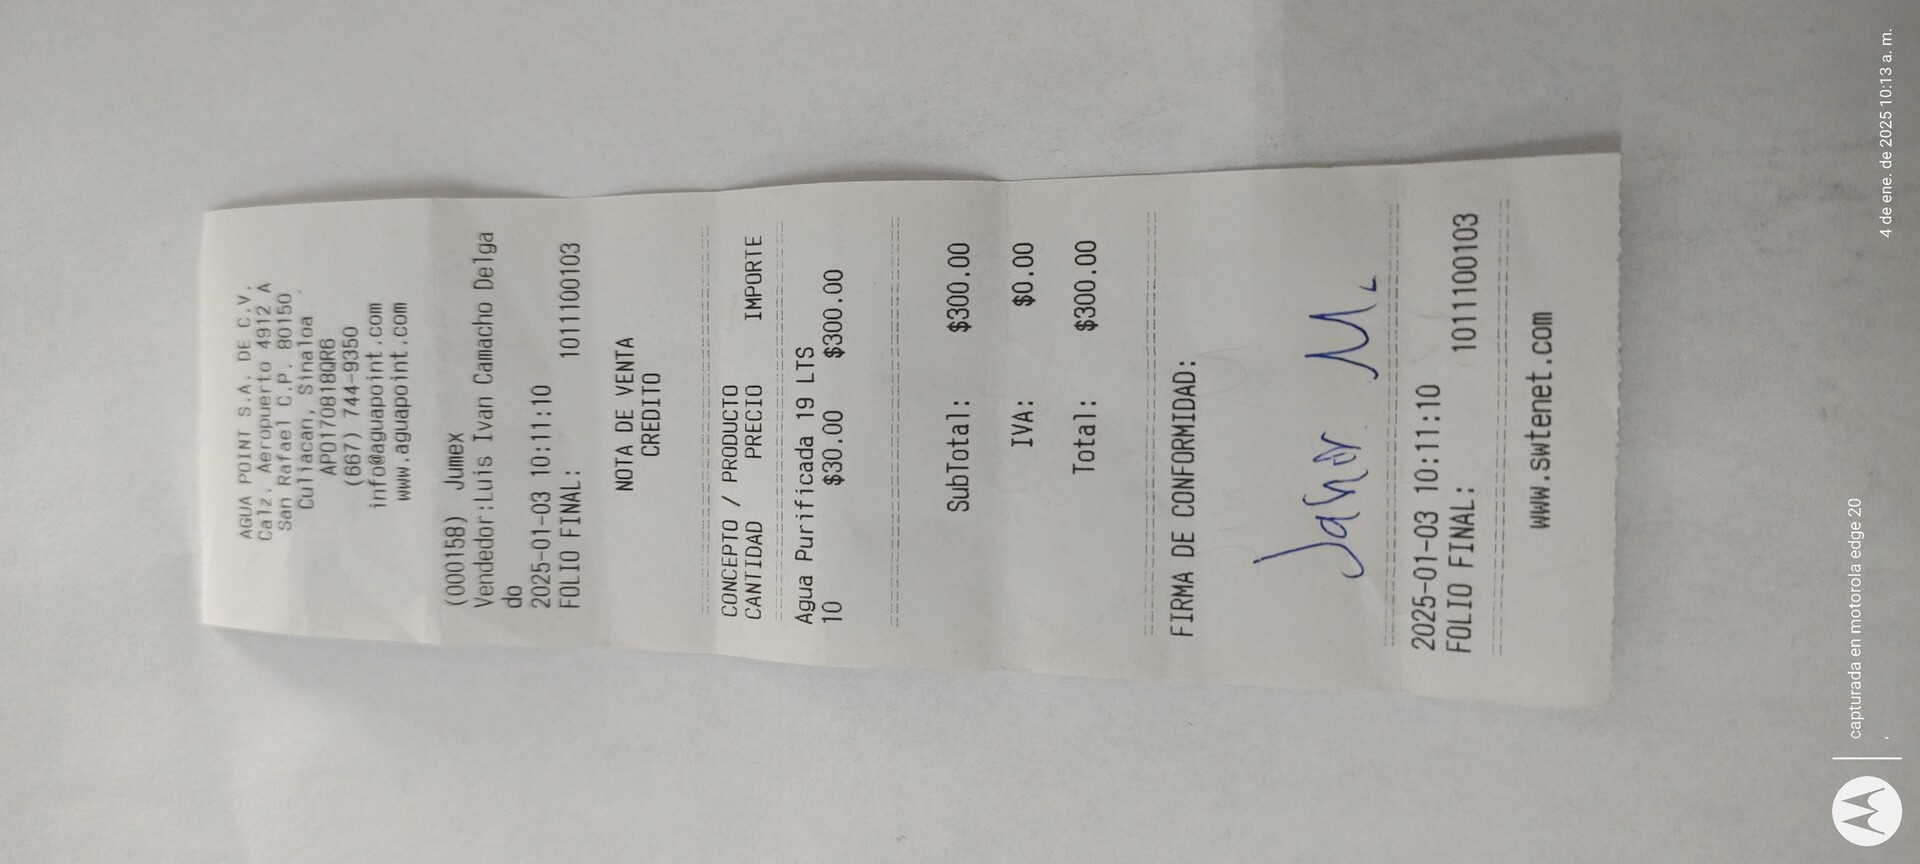 AGUA POINT S.A. DE C.V.
Calz. Aeropuerto 4912 A
San Rafael C.P. 80150
Culiacan, Sinaloa
APO170818QR6
(667) 744-9350
info@aguapoint.com
www.aguapoint.com
(000158) Jumex
Vendedor:Luis Ivan Camacho Delga
do
2025-01-03 10:11:10
FOLIO FINAL: 1011100103
NOTA DE VENTA
CREDITO
CONCEPTO / PRODUCTO
CANTIDAD PRECIO IMPORTE
Agua Purificada 19 LTS
10 $30.00 $300.00
SubTotal: $300.00
IVA: $0.00
Total: $300.00
FIRMA DE CONFORMIDAD:
2025-01-03 10:11:10
FOLIO FINAL: 1011100103
www.swtenet.com
capturada en motorola edge 20
4 de ene. de 2025 10:13 a. m.